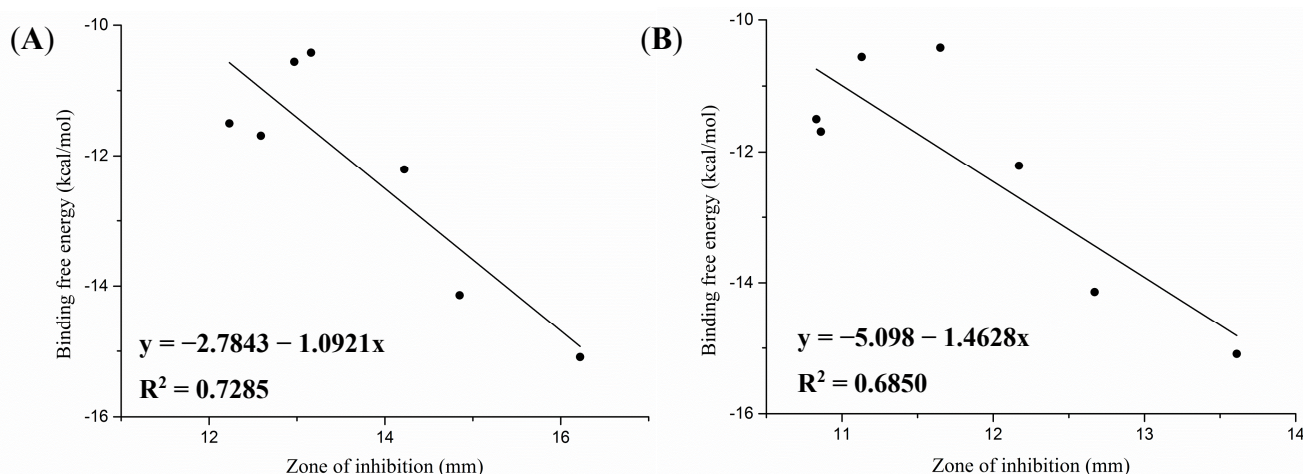 (A)
-10
-12
-14
-16
Binding free energy (kcal/mol)
y = −2.7843 − 1.0921x
R² = 0.7285
12
14
16
Zone of inhibition (mm)
(B)
-10
-12
-14
-16
Binding free energy (kcal/mol)
y = −5.098 − 1.4628x
R² = 0.6850
11
12
13
14
Zone of inhibition (mm)